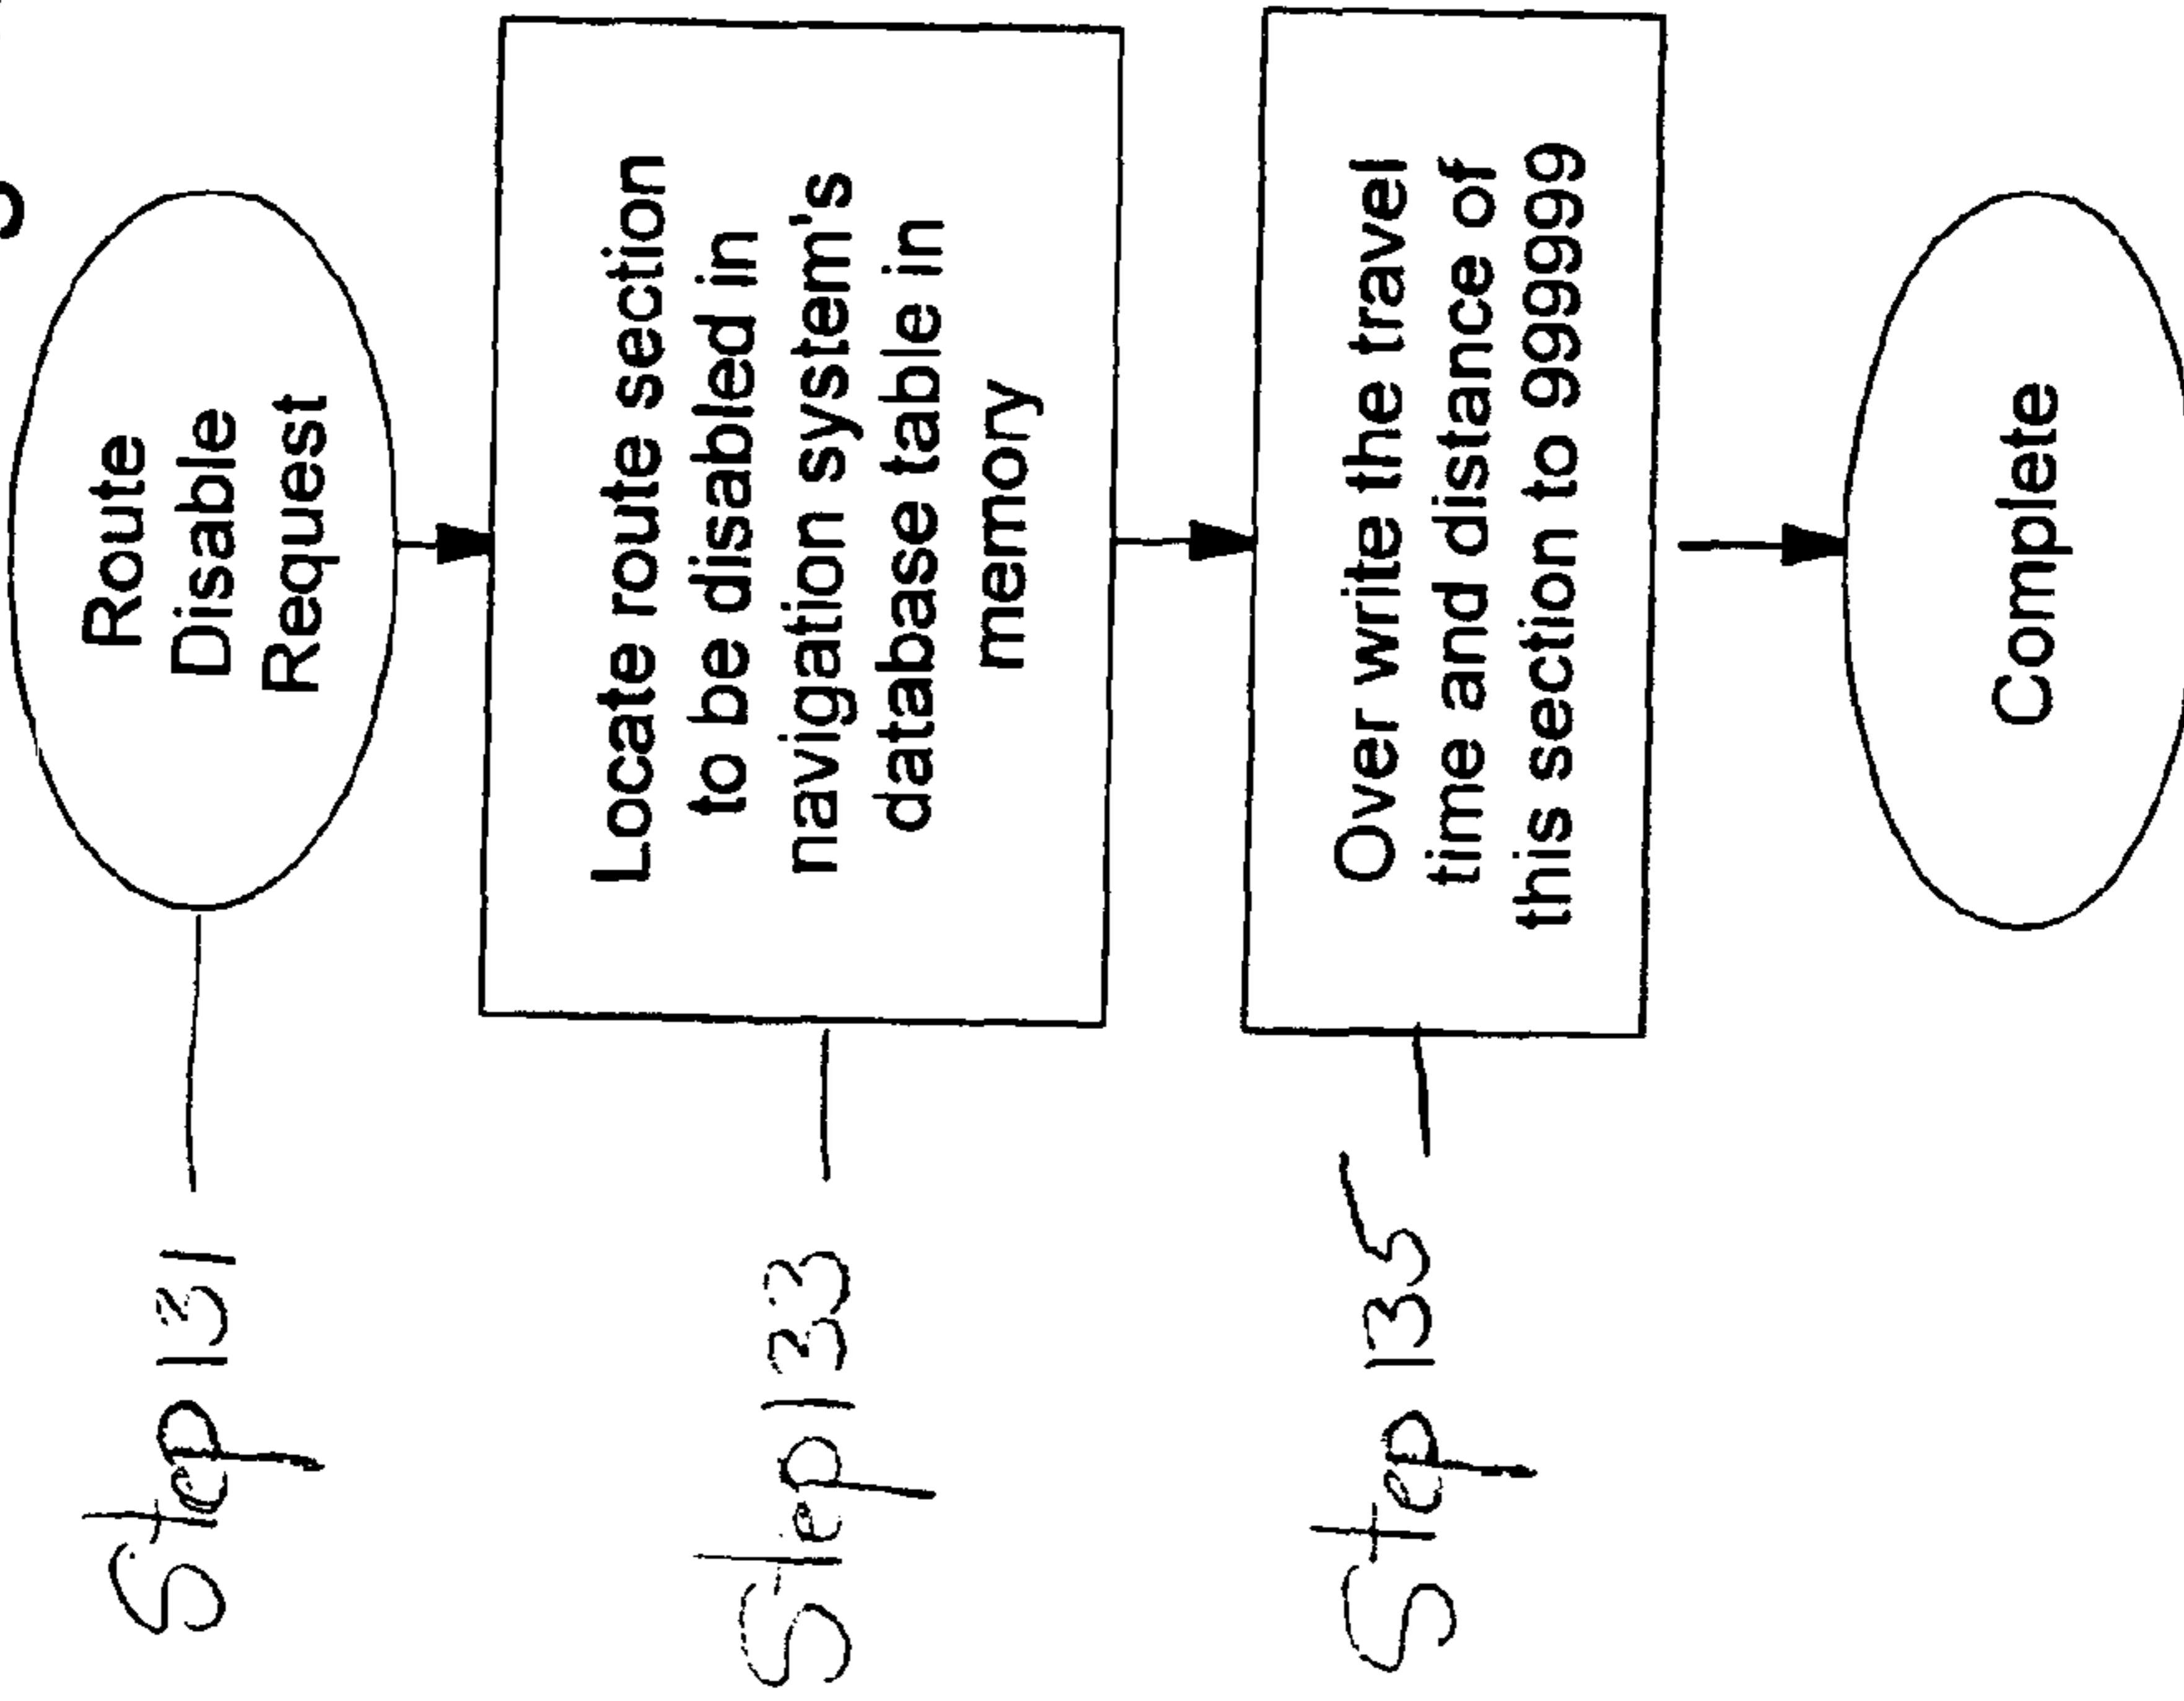 Step 131
Route
Disable
Request
Step 133
Locate route section
to be disabled in
navigation system's
database table in
memory
Step 135
Over write the travel
time and distance of
this section to 999999
Complete